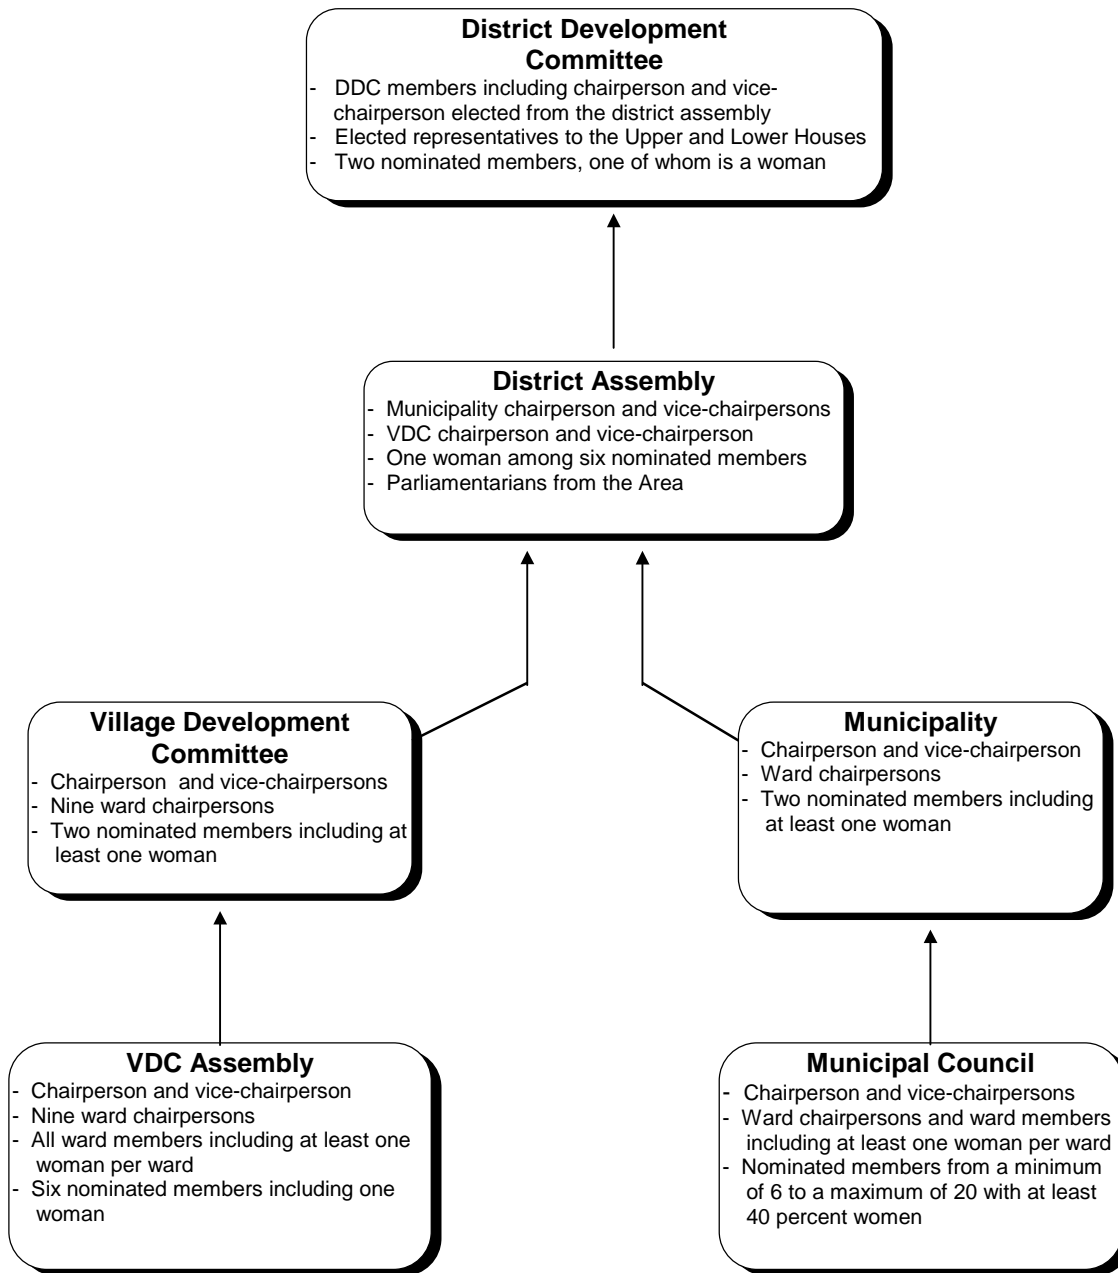 District Development
Committee
- DDC members including chairperson and vice-
chairperson elected from the district assembly
- Elected representatives to the Upper and Lower Houses
- Two nominated members, one of whom is a woman
District Assembly
- Municipality chairperson and vice-chairpersons
- VDC chairperson and vice-chairperson
- One woman among six nominated members
- Parliamentarians from the Area
Village Development
Committee
- Chairperson and vice-chairpersons
- Nine ward chairpersons
- Two nominated members including at
least one woman
Municipality
- Chairperson and vice-chairperson
- Ward chairpersons
- Two nominated members including
at least one woman
VDC Assembly
- Chairperson and vice-chairperson
- Nine ward chairpersons
- All ward members including at least one
woman per ward
- Six nominated members including one
woman
Municipal Council
- Chairperson and vice-chairpersons
- Ward chairpersons and ward members
including at least one woman per ward
- Nominated members from a minimum
of 6 to a maximum of 20 with at least
40 percent women